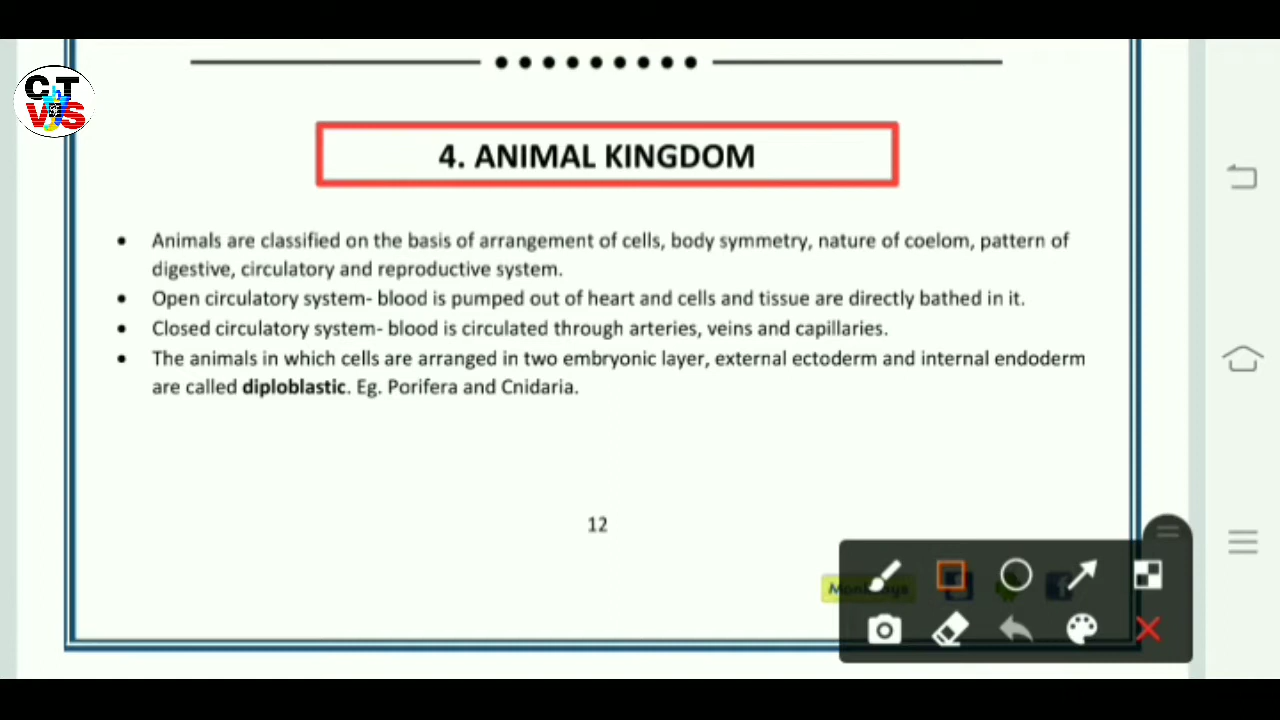 CT
VS
4. ANIMAL KINGDOM
• Animals are classified on the basis of arrangement of cells, body symmetry, nature of coelom, pattern of
digestive, circulatory and reproductive system.
• Open circulatory system- blood is pumped out of heart and cells and tissue are directly bathed in it.
• Closed circulatory system- blood is circulated through arteries, veins and capillaries.
• The animals in which cells are arranged in two embryonic layer, external ectoderm and internal endoderm
are called diploblastic. Eg. Porifera and Cnidaria.
12